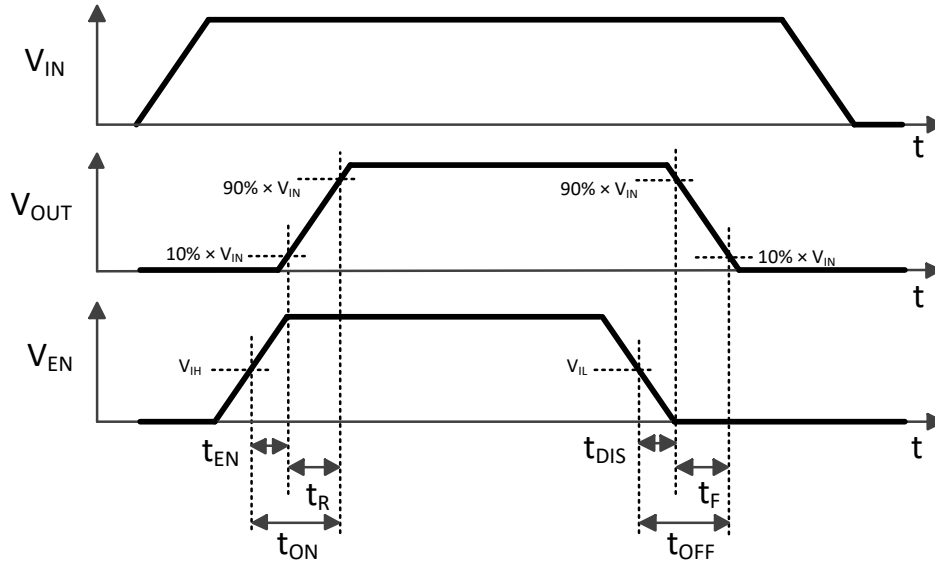 VIN
t
90% × VIN
90% × VIN
VOUT
10% × VIN
10% × VIN
t
VEN
VIH
VIL
t
tEN
tDIS
tR
tF
tON
tOFF